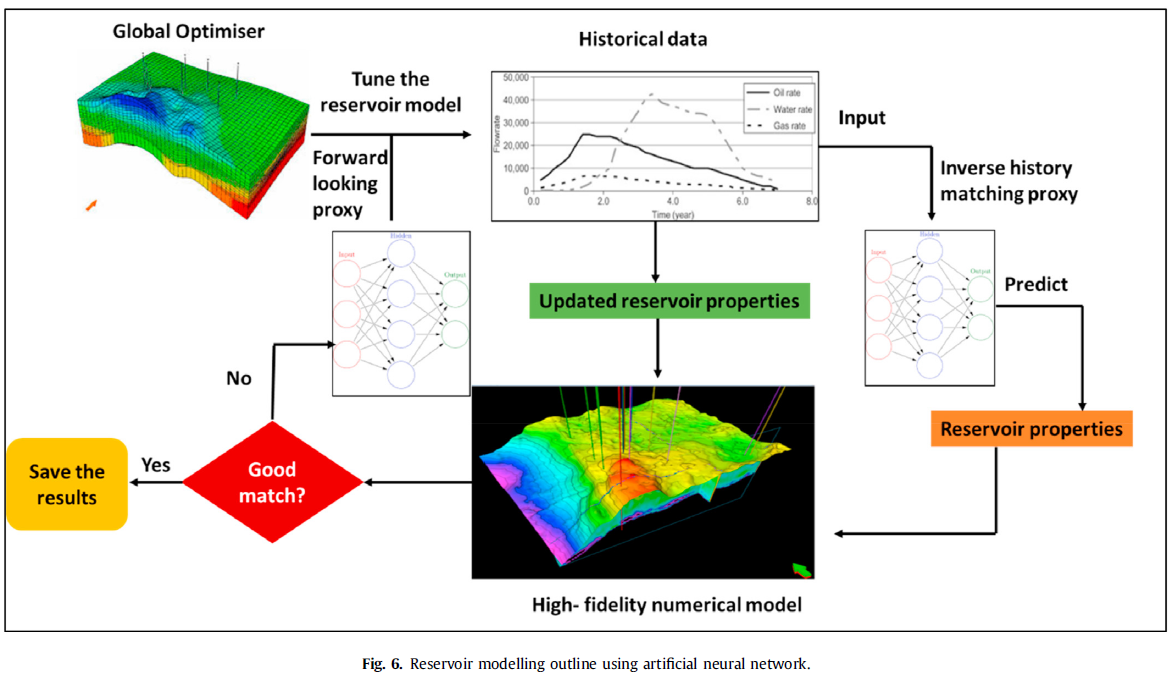 Global Optimiser
Tune the
reservoir model
Forward
looking
proxy
Historical data
50,000
40,000
30,000
20,000
10,000
0
Flowrate
0.0
2.0
4.0
6.0
8.0
Time (year)
Oil rate
Water rate
Gas rate
Input
Inverse history
matching proxy
Input
Hidden
Output
Input
Hidden
Output
Predict
Updated reservoir properties
Reservoir properties
No
Yes
Good
match?
Save the
results
High- fidelity numerical model
Fig. 6. Reservoir modelling outline using artificial neural network.